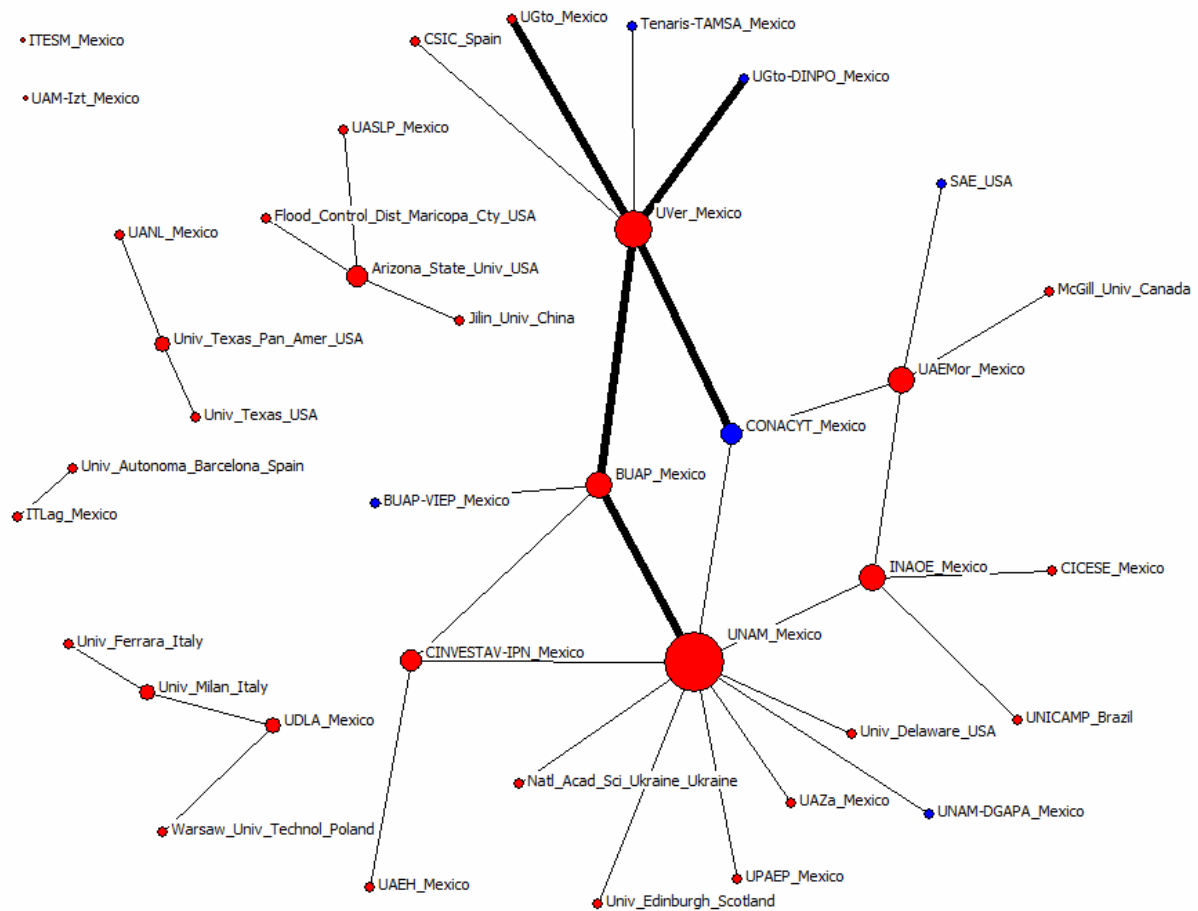 UGto_Mexico
Tenaris-TAMSA_Mexico
CSIC_Spain
ITESM_Mexico
UGto-DINPO_Mexico
UAM-Izt_Mexico
UASLP_Mexico
SAE_USA
Flood_Control_Dist_Maricopa_Cty_USA
UVer_Mexico
UANL_Mexico
Arizona_State_Univ_USA
McGill_Univ_Canada
Jilin_Univ_China
Univ_Texas_Pan_Amer_USA
UAEMor_Mexico
Univ_Texas_USA
CONACYT_Mexico
Univ_Autonoma_Barcelona_Spain
BUAP_Mexico
BUAP-VIEP_Mexico
ITLag_Mexico
INAOE_Mexico
CICESE_Mexico
UNAM_Mexico
Univ_Ferrara_Italy
CINVESTAV-IPN_Mexico
Univ_Milan_Italy
UDLA_Mexico
UNICAMP_Brazil
Univ_Delaware_USA
Natl_Acad_Sci_Ukraine_Ukraine
UAZa_Mexico
UNAM-DGAPA_Mexico
Warsaw_Univ_Technol_Poland
UPAEP_Mexico
UAEH_Mexico
Univ_Edinburgh_Scotland